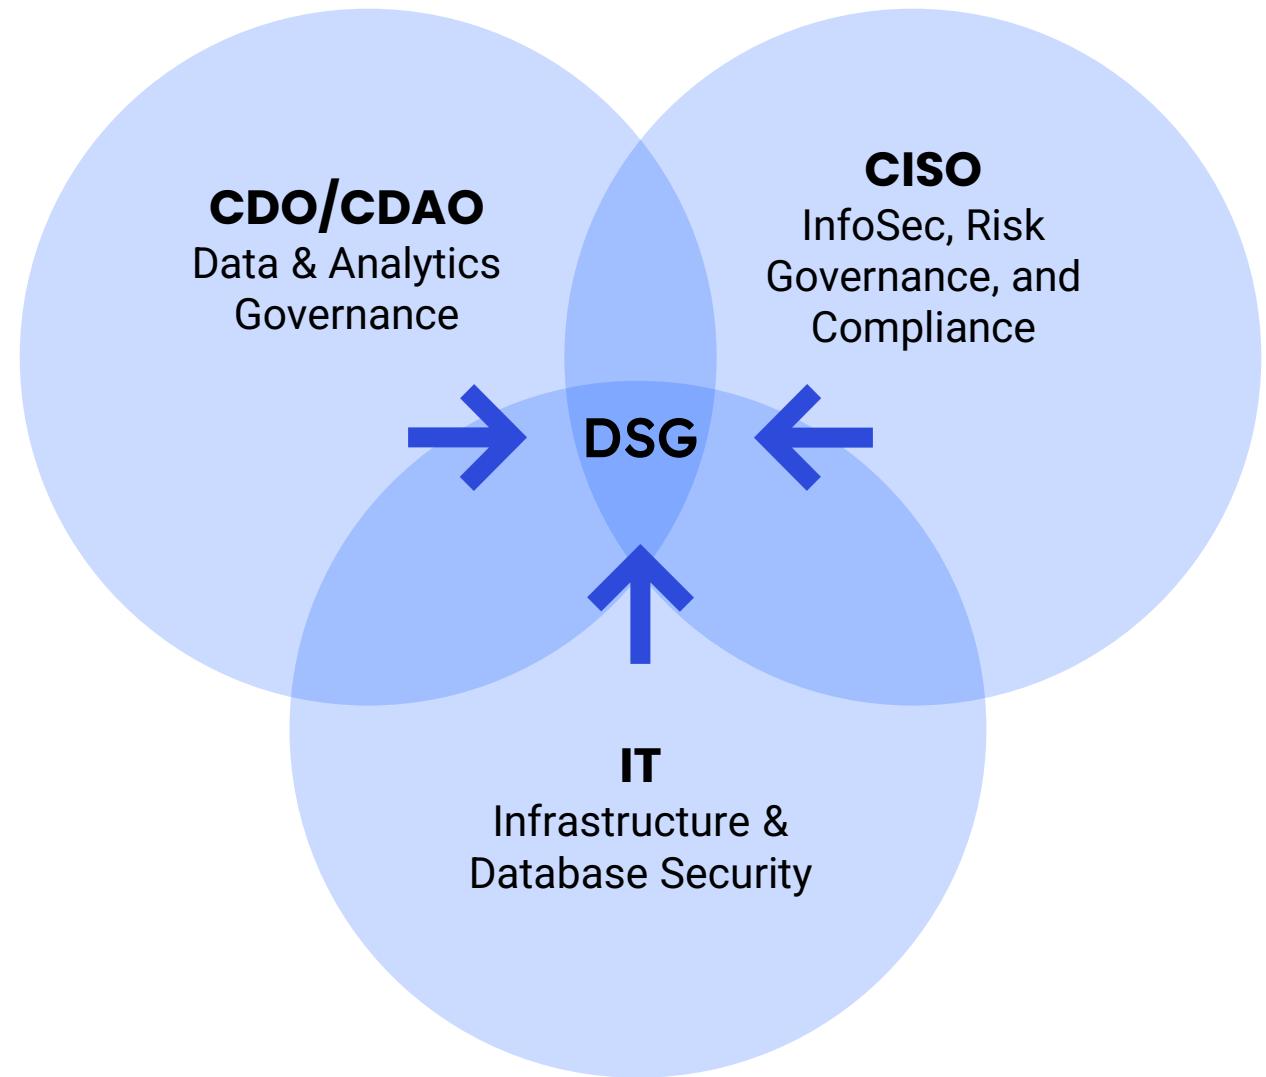 CDO/CDAO
Data & Analytics
Governance
CISO
InfoSec, Risk
Governance, and
Compliance
DSG
IT
Infrastructure &
Database Security